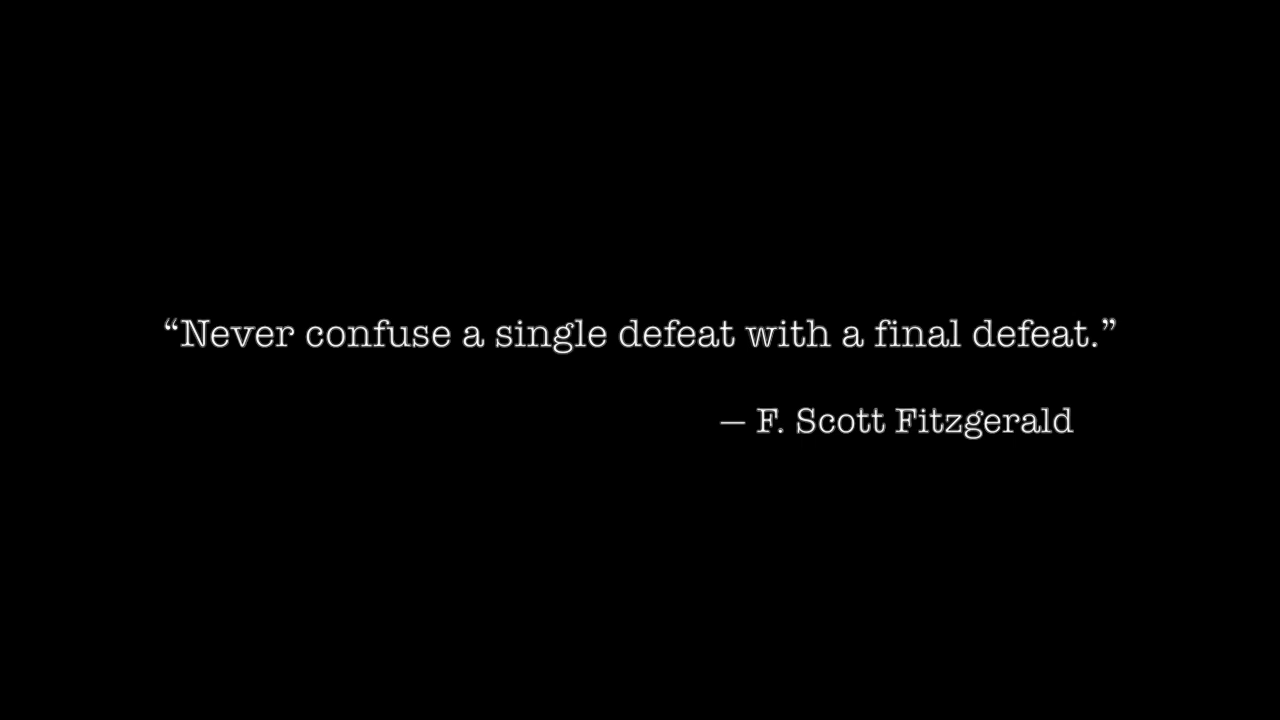 “Never confuse a single defeat with a final defeat.”
— F. Scott Fitzgerald